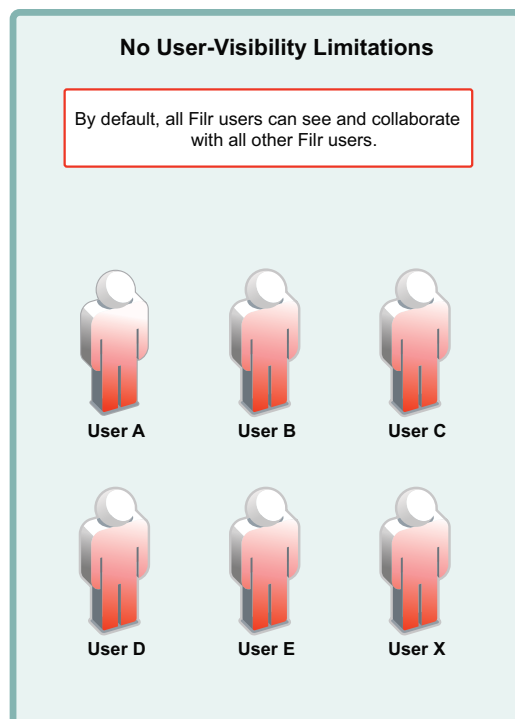 No User-Visibility Limitations
By default, all Filr users can see and collaborate
with all other Filr users.
User A
User B
User C
User D
User E
User X